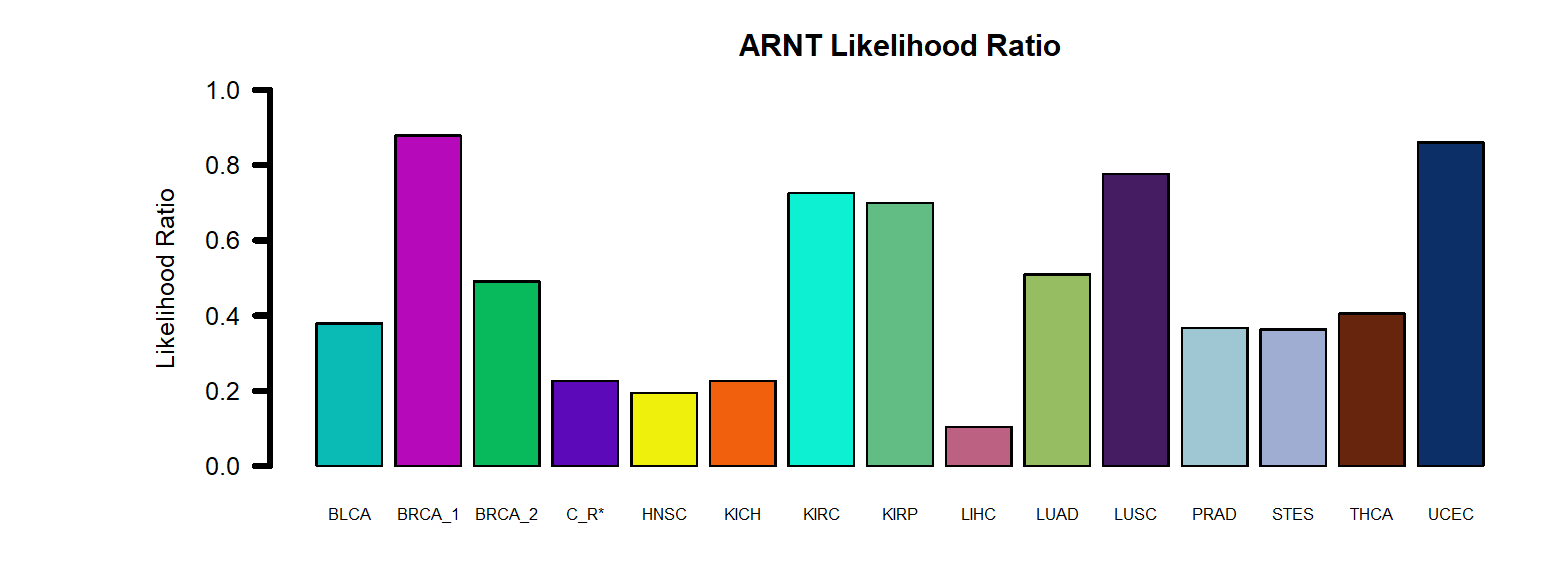 ARNT Likelihood Ratio
Likelihood Ratio
1.0
0.8
0.6
0.4
0.2
0.0
BLCA BRCA_1 BRCA_2 C_R* HNSC KICH KIRC KIRP LIHC LUAD LUSC PRAD STES THCA UCEC